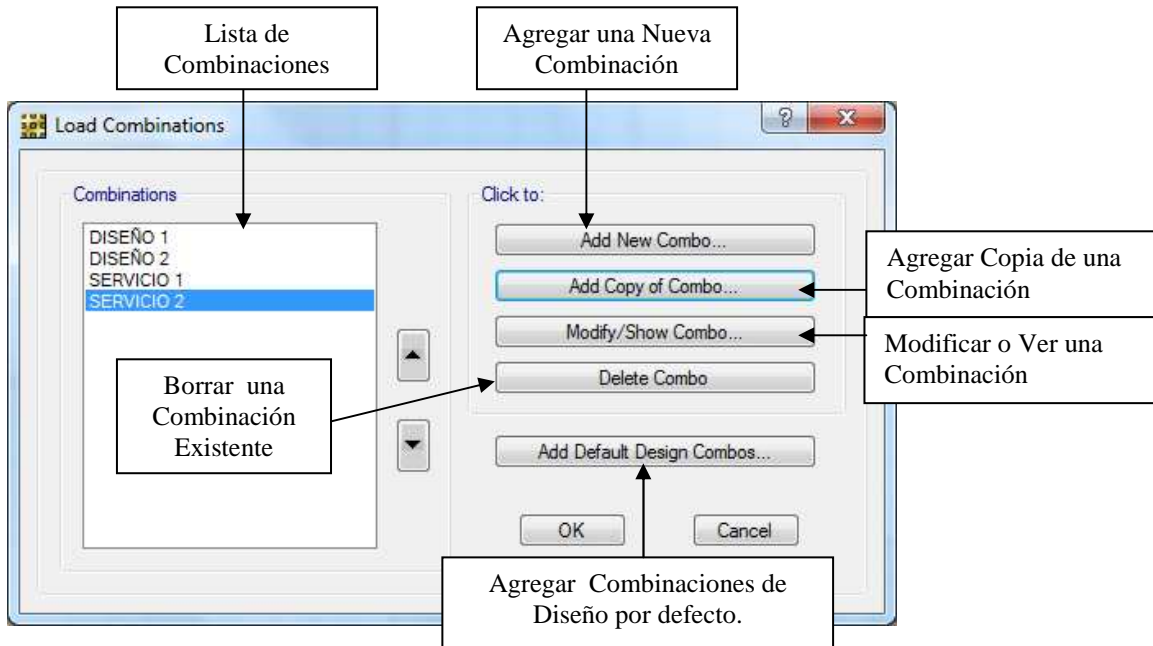 Lista de
Combinaciones
Agregar una Nueva
Combinación
Load Combinations
Combinations
Click to:
DISEÑO 1
DISEÑO 2
SERVICIO 1
SERVICIO 2
Add New Combo...
Add Copy of Combo...
Modify/Show Combo...
Delete Combo
Add Default Design Combos...
OK
Cancel
Agregar Copia de una
Combinación
Modificar o Ver una
Combinación
Borrar una
Combinación
Existente
Agregar Combinaciones de
Diseño por defecto.